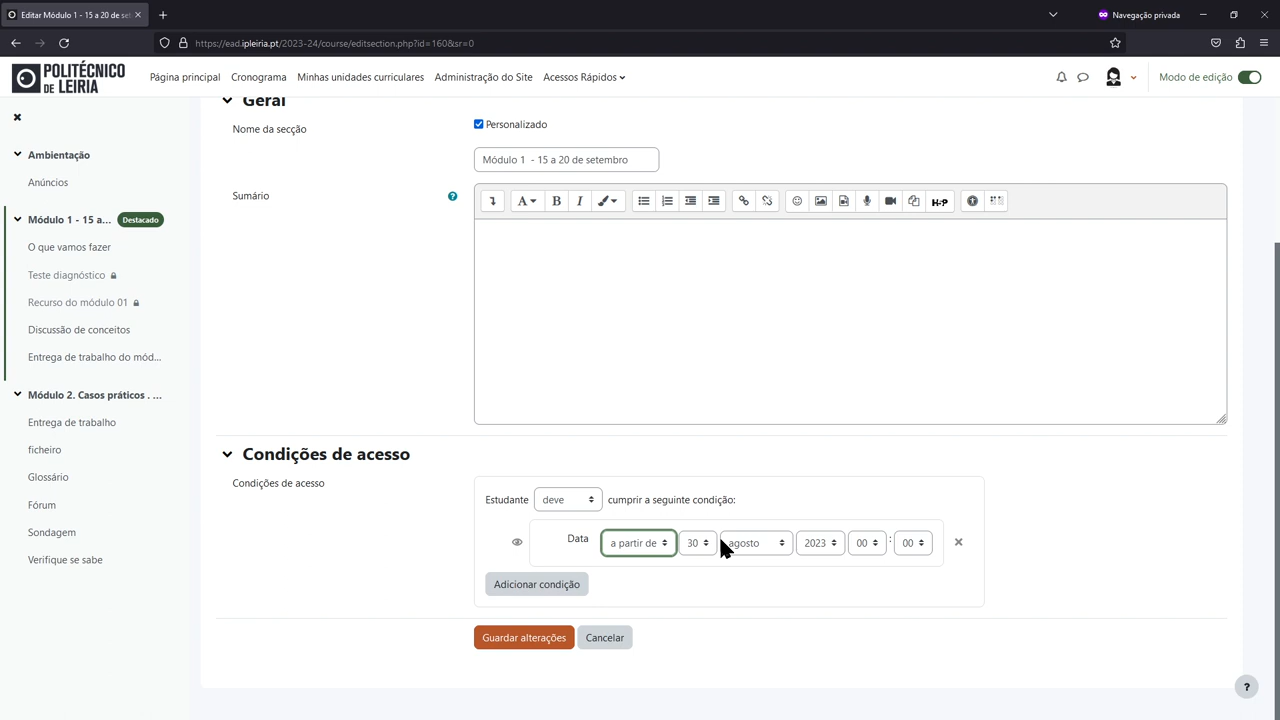 Editar Módulo 1 - 15 a 20 de set
Navegação privada
https://ead.ipleiria.pt/2023-24/course/editsection.php?id=160&sr=0
POLITÉCNICO
DE LEIRIA
Página principal
Cronograma
Minhas unidades curriculares
Administração do Site
Acessos Rápidos
Modo de edição
Ambientação
Anúncios
Módulo 1 - 15 a... Destacado
O que vamos fazer
Teste diagnóstico
Recurso do módulo 01
Discussão de conceitos
Entrega de trabalho do mód...
Módulo 2. Casos práticos . ...
Entrega de trabalho
ficheiro
Glossário
Fórum
Sondagem
Verifique se sabe
Geral
Nome da secção
Personalizado
Módulo 1 - 15 a 20 de setembro
Sumário
?
A B I
H-P
Condições de acesso
Condições de acesso
Estudante deve cumprir a seguinte condição:
Data a partir de 30 agosto 2023 00 : 00
Adicionar condição
Guardar alterações
Cancelar
?